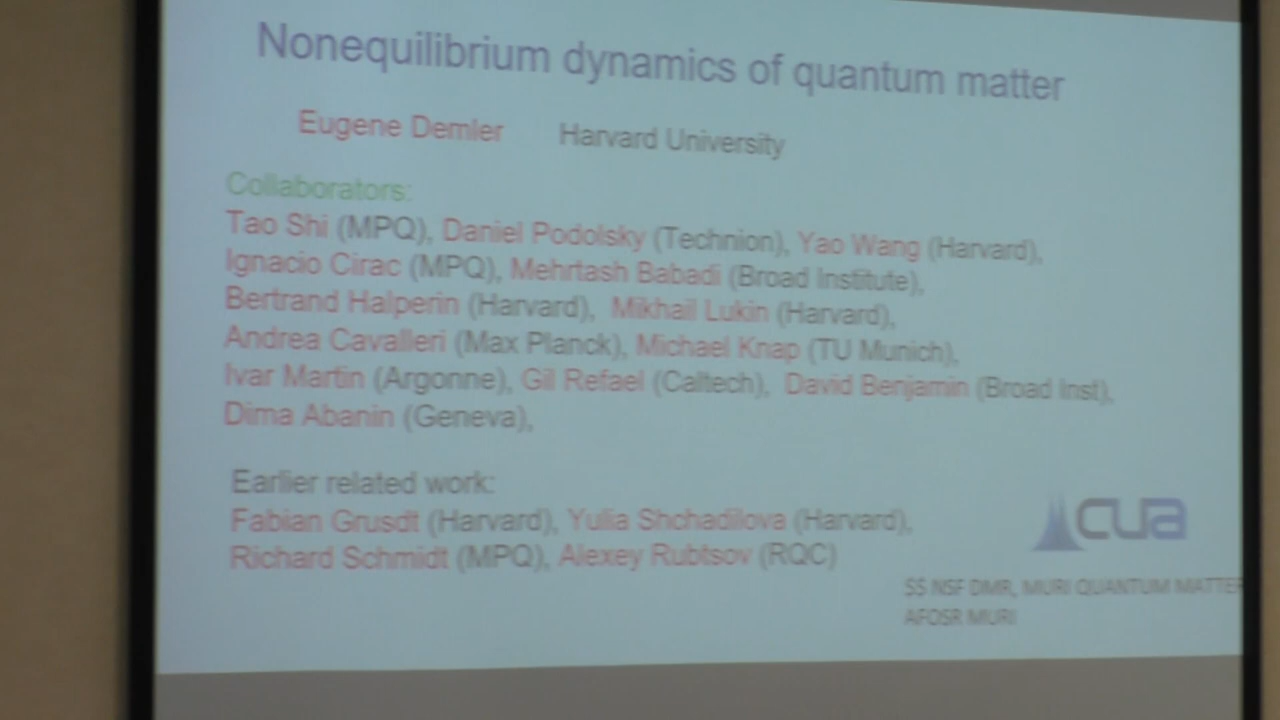 Nonequilibrium dynamics of quantum matter
Eugene Demler Harvard University
Collaborators:
Tao Shi (MPQ), Daniel Podolsky (Technion), Yao Wang (Harvard),
Ignacio Cirac (MPQ), Mehrtash Babadi (Broad Institute),
Bertrand Halperin (Harvard), Mikhail Lukin (Harvard),
Andrea Cavalleri (Max Planck), Michael Knap (TU Munich),
Ivar Martin (Argonne), Gil Refael (Caltech), David Benjamin (Broad Inst),
Dima Abanin (Geneva),
Earlier related work:
Fabian Grusdt (Harvard), Yulia Shchadilova (Harvard),
Richard Schmidt (MPQ), Alexey Rubtsov (RQC)
CUA
$$ NSF DMR, MURI QUANTUM MATTER
AFOSR MURI